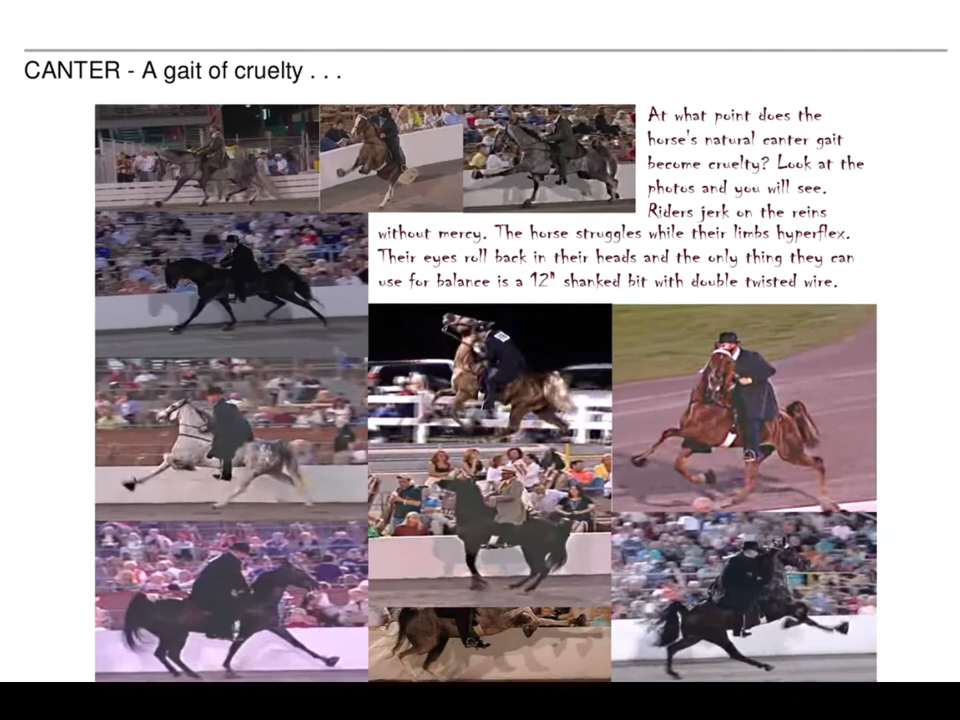 CANTER - A gait of cruelty . . .
At what point does the
horse's natural canter gait
become cruelty? Look at the
photos and you will see.
Riders jerk on the reins
without mercy. The horse struggles while their limbs hyperflex.
Their eyes roll back in their heads and the only thing they can
use for balance is a 12" shanked bit with double twisted wire.